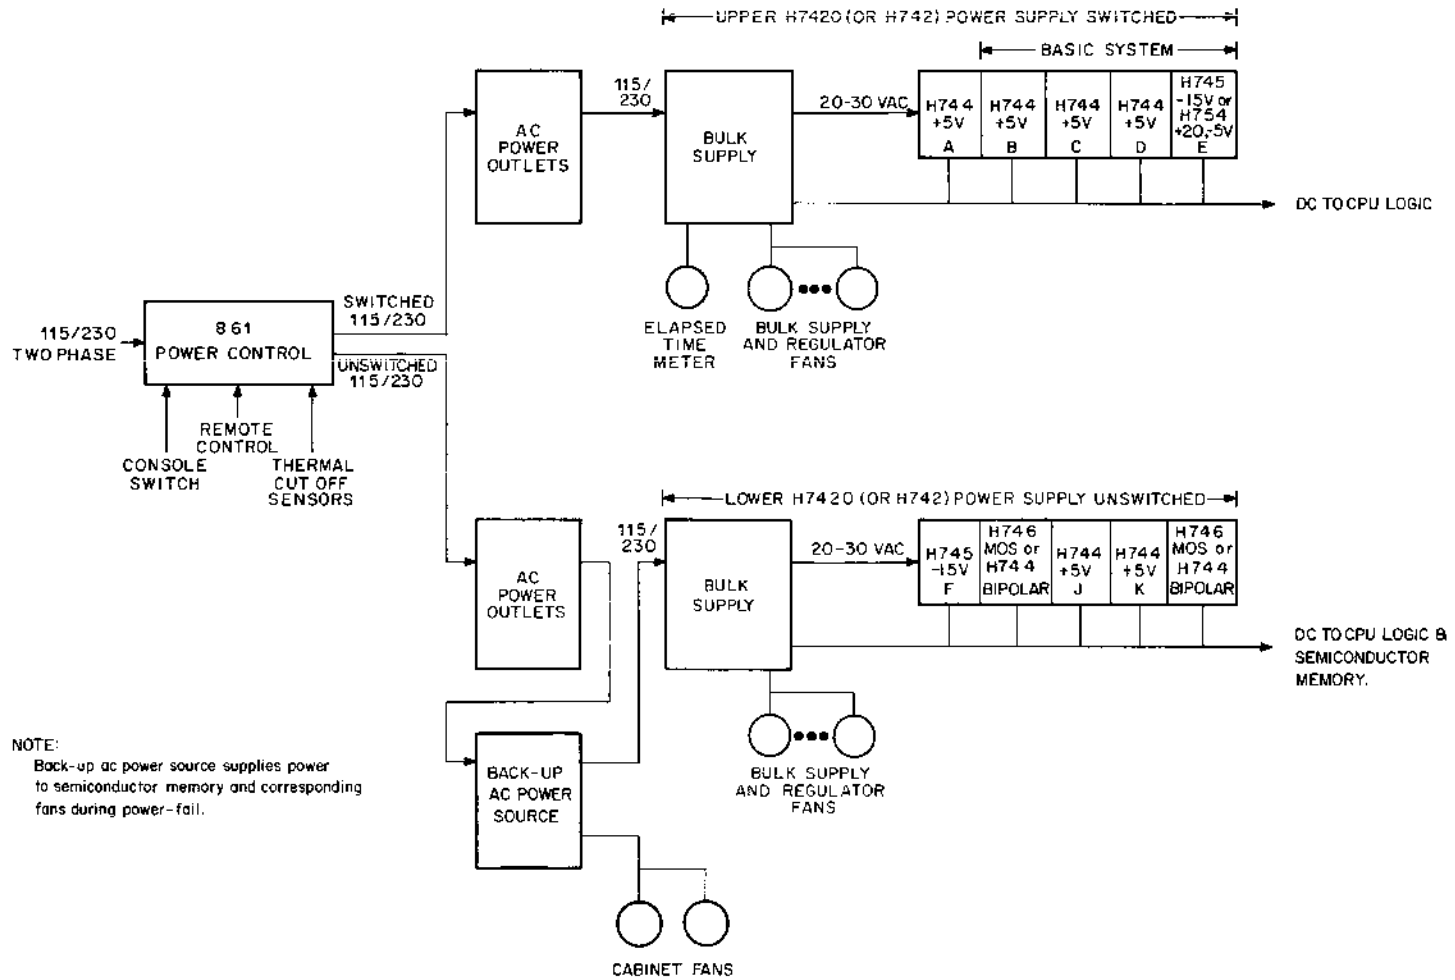 UPPER H7420 (OR H742) POWER SUPPLY SWITCHED
BASIC SYSTEM
AC
POWER
OUTLETS
115/
230
BULK
SUPPLY
20-30 VAC
H744
+5V
A
H744
+5V
B
H744
+5V
C
H744
+5V
D
H745
-15V or
H754
+20,-5V
E
DC TO CPU LOGIC
ELAPSED
TIME
METER
BULK SUPPLY
AND REGULATOR
FANS
115/230
TWO PHASE
861
POWER CONTROL
SWITCHED
115/230
UNSWITCHED
115/230
CONSOLE
SWITCH
REMOTE
CONTROL
THERMAL
CUT OFF
SENSORS
LOWER H7420 (OR H742) POWER SUPPLY UNSWITCHED
AC
POWER
OUTLETS
115/
230
BULK
SUPPLY
20-30 VAC
H745
-15V
F
H746
MOS or
H744
BIPOLAR
H744
+5V
J
H744
+5V
K
H746
MOS or
H744
BIPOLAR
DC TO CPU LOGIC &
SEMICONDUCTOR
MEMORY.
BULK SUPPLY
AND REGULATOR
FANS
NOTE:
Back-up ac power source supplies power
to semiconductor memory and corresponding
fans during power-fail.
BACK-UP
AC POWER
SOURCE
CABINET FANS